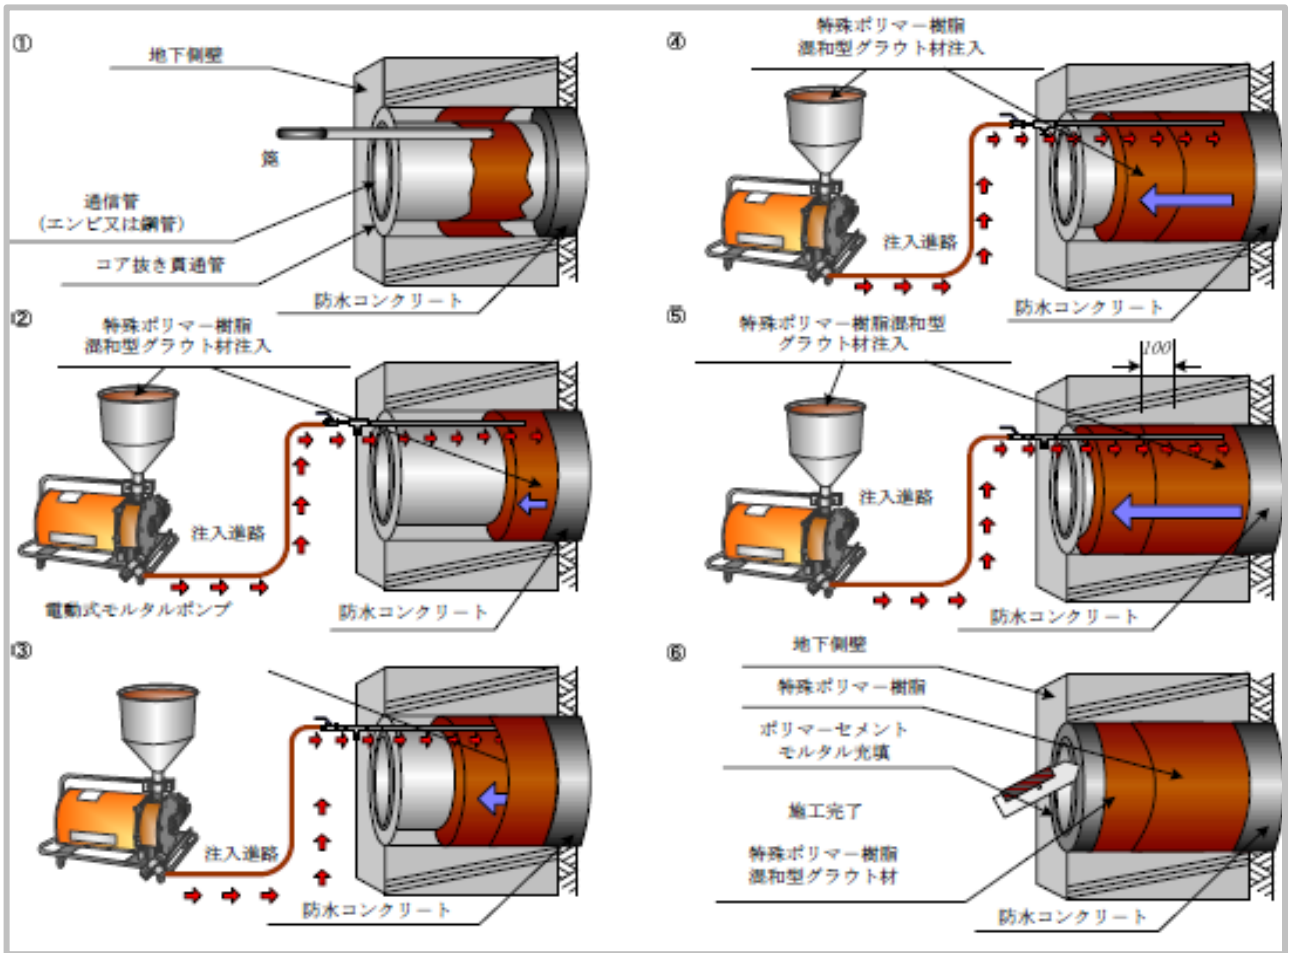 ①
地下側壁
箆
通信管
(エンビ又は鋼管)
コア抜き貫通管
防水コンクリート
②
特殊ポリマー樹脂
混和型グラウト材注入
注入進路
電動式モルタルポンプ
防水コンクリート
③
注入進路
防水コンクリート
④
特殊ポリマー樹脂
混和型グラウト材注入
注入進路
防水コンクリート
⑤
特殊ポリマー樹脂混和型
グラウト材注入
100
注入進路
防水コンクリート
⑥
地下側壁
特殊ポリマー樹脂
ポリマーセメント
モルタル充填
施工完了
特殊ポリマー樹脂
混和型グラウト材
防水コンクリート